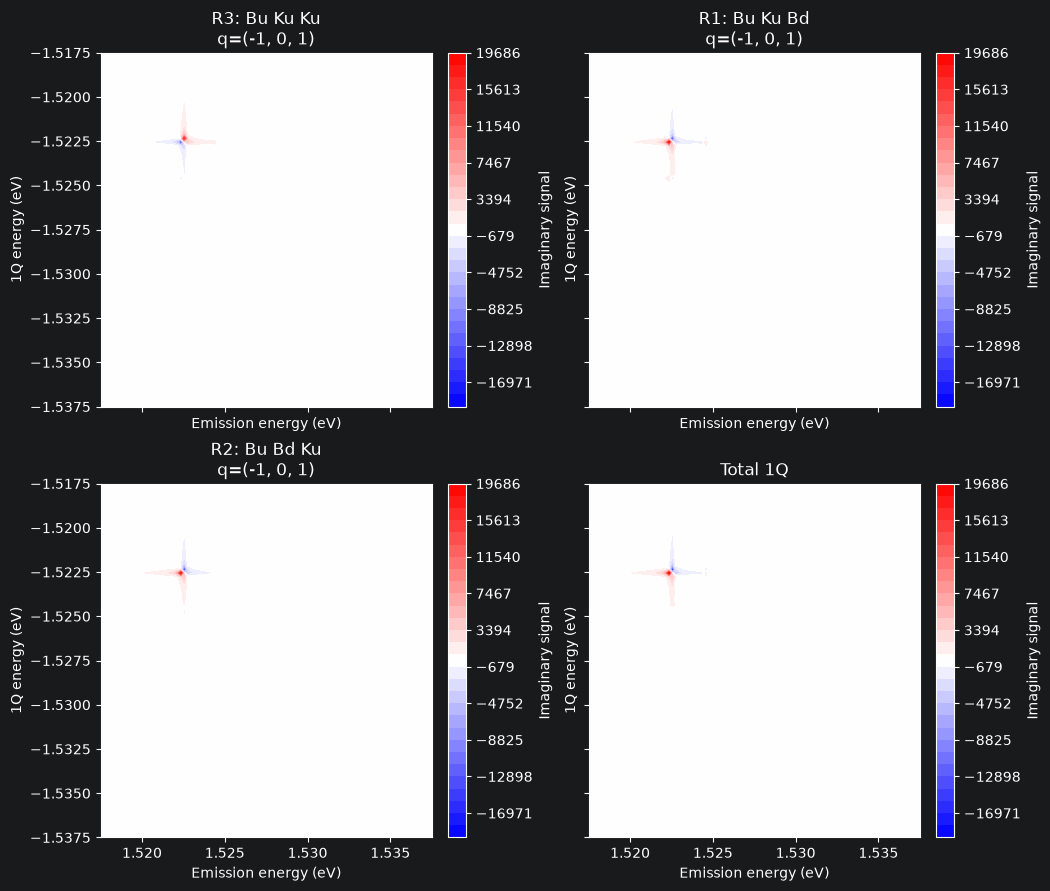 R3: Bu Ku Ku
q=(-1, 0, 1)
−1.5175
−1.5200
−1.5225
−1.5250
−1.5275
−1.5300
−1.5325
−1.5350
−1.5375
1Q energy (eV)
Emission energy (eV)
19686
15613
11540
7467
3394
−679
−4752
−8825
−12898
−16971
Imaginary signal
R1: Bu Ku Bd
q=(-1, 0, 1)
1Q energy (eV)
Emission energy (eV)
19686
15613
11540
7467
3394
−679
−4752
−8825
−12898
−16971
Imaginary signal
R2: Bu Bd Ku
q=(-1, 0, 1)
−1.5175
−1.5200
−1.5225
−1.5250
−1.5275
−1.5300
−1.5325
−1.5350
−1.5375
1Q energy (eV)
1.520 1.525 1.530 1.535
Emission energy (eV)
19686
15613
11540
7467
3394
−679
−4752
−8825
−12898
−16971
Imaginary signal
Total 1Q
1Q energy (eV)
1.520 1.525 1.530 1.535
Emission energy (eV)
19686
15613
11540
7467
3394
−679
−4752
−8825
−12898
−16971
Imaginary signal